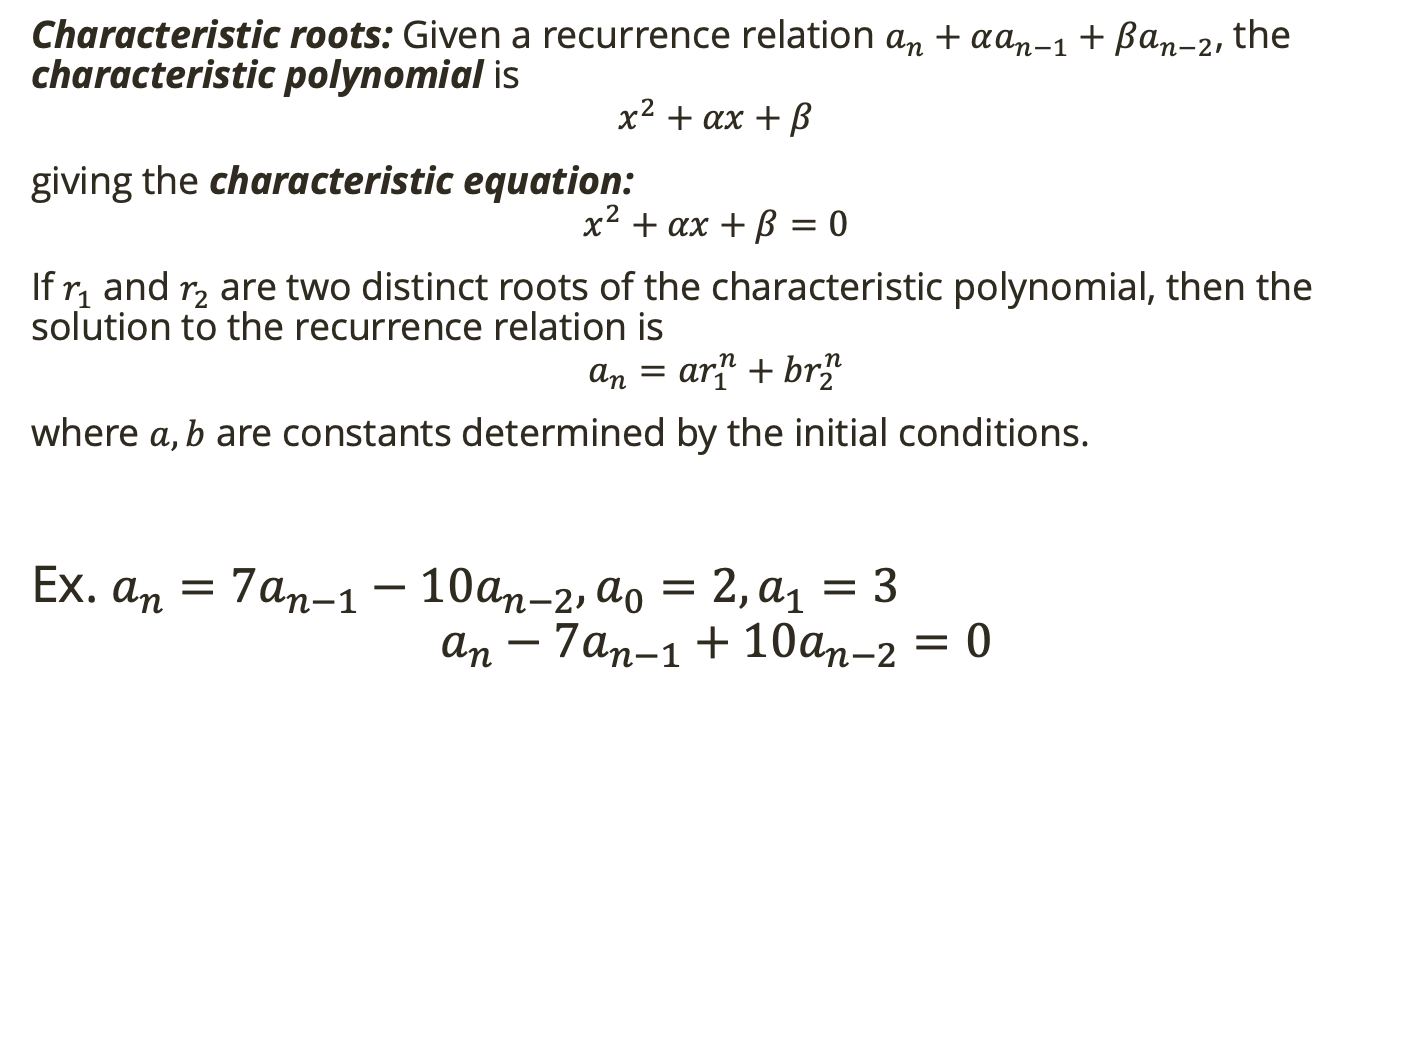 Characteristic roots: Given a recurrence relation aₙ + αaₙ₋₁ + βaₙ₋₂, the
characteristic polynomial is
x² + αx + β
giving the characteristic equation:
x² + αx + β = 0
If r₁ and r₂ are two distinct roots of the characteristic polynomial, then the
solution to the recurrence relation is
aₙ = ar₁ⁿ + br₂ⁿ
where a, b are constants determined by the initial conditions.
Ex. aₙ = 7aₙ₋₁ − 10aₙ₋₂, a₀ = 2, a₁ = 3
aₙ − 7aₙ₋₁ + 10aₙ₋₂ = 0